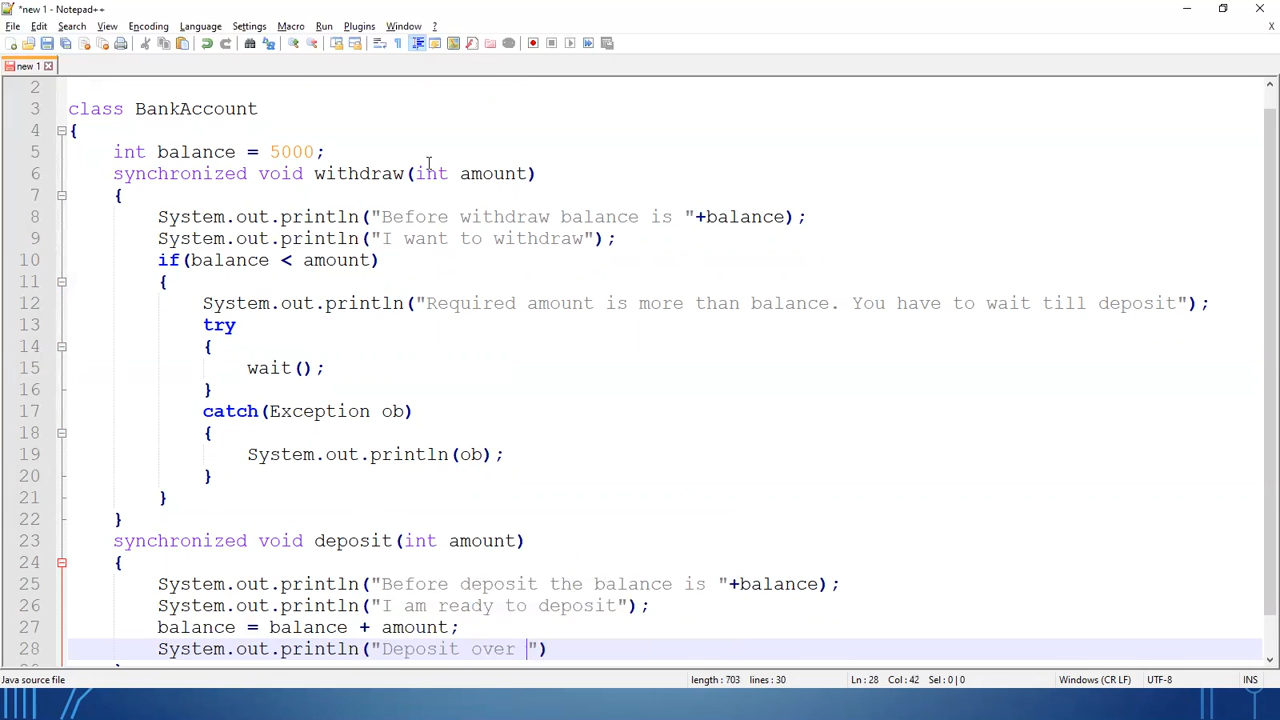 *new 1 - Notepad++
File Edit Search View Encoding Language Settings Macro Run Plugins Window ?
X
new 1
2
3 class BankAccount
4 {
5 int balance = 5000;
6 synchronized void withdraw(int amount)
7 {
8 System.out.println("Before withdraw balance is "+balance);
9 System.out.println("I want to withdraw");
10 if(balance < amount)
11 {
12 System.out.println("Required amount is more than balance. You have to wait till deposit");
13 try
14 {
15 wait();
16 }
17 catch(Exception ob)
18 {
19 System.out.println(ob);
20 }
21 }
22 }
23 synchronized void deposit(int amount)
24 {
25 System.out.println("Before deposit the balance is "+balance);
26 System.out.println("I am ready to deposit");
27 balance = balance + amount;
28 System.out.println("Deposit over ")
Java source file length : 703 lines : 30 Ln : 28 Col : 42 Sel : 0 | 0 Windows (CR LF) UTF-8 INS